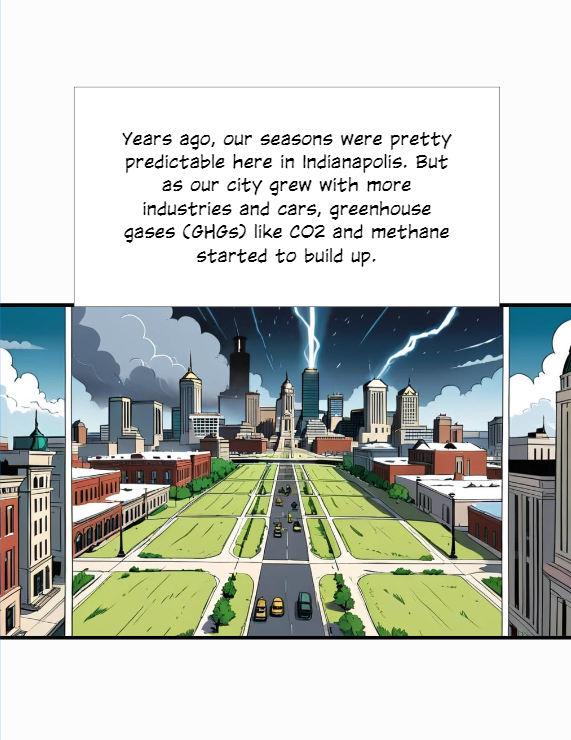 Years ago, our seasons were pretty
predictable here in Indianapolis. But
as our city grew with more
industries and cars, greenhouse
gases (GHGs) like CO2 and methane
started to build up.